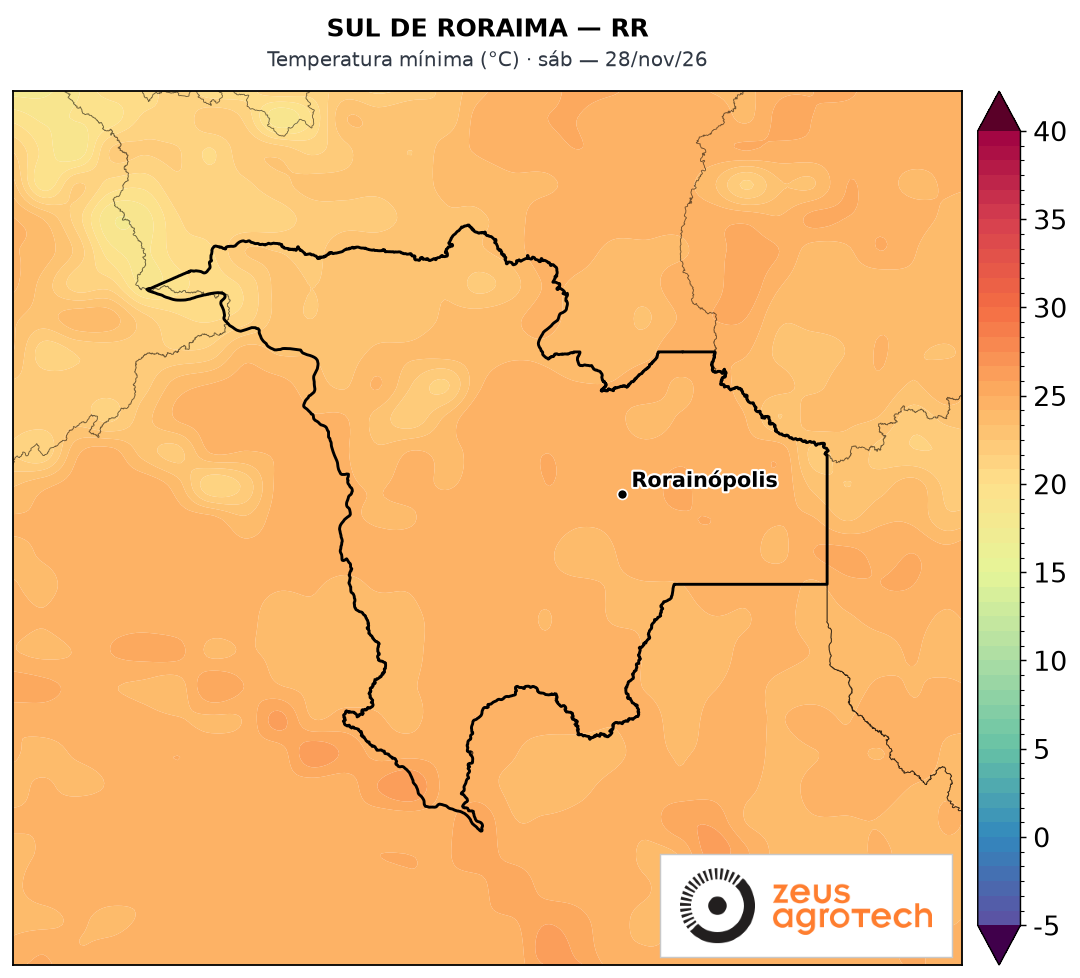 SUL DE RORAIMA — RR
Temperatura mínima (°C) · sáb — 28/nov/26
40
35
30
25
20
15
10
5
0
-5
Rorainópolis
zeus
agrotech